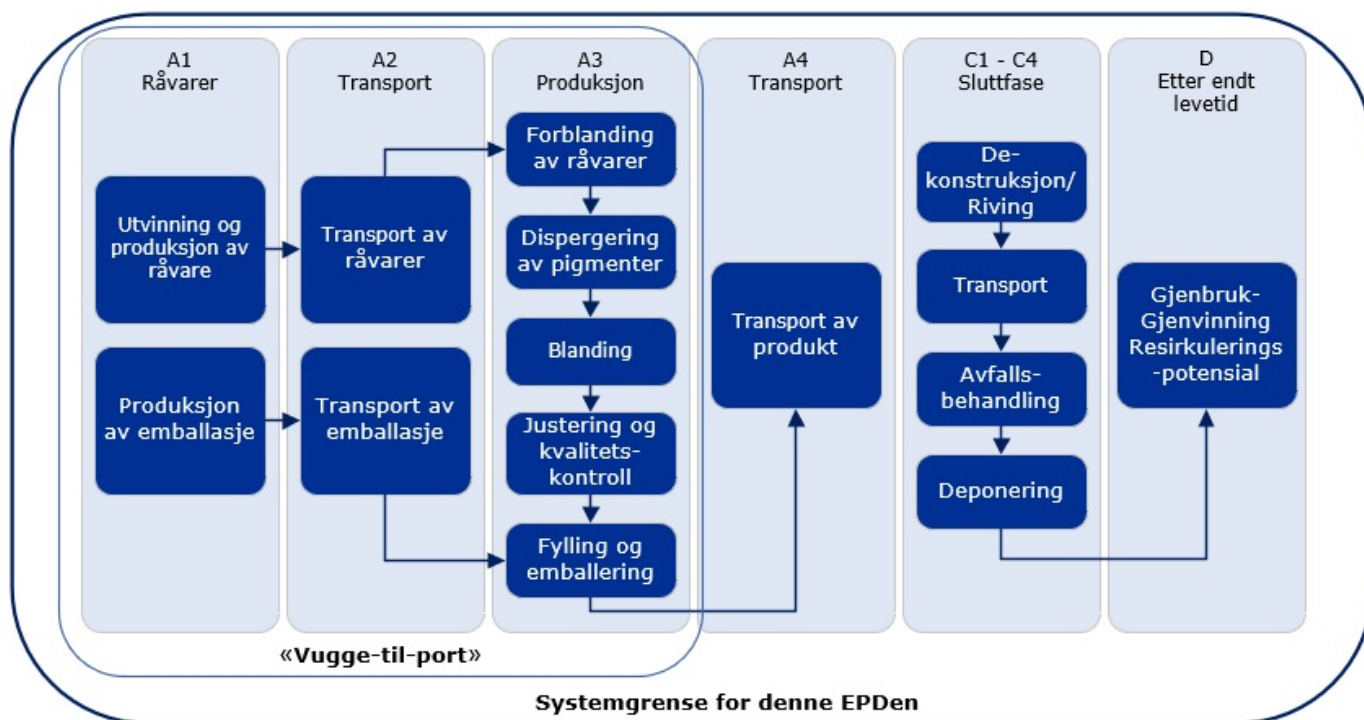 A1
Råvarer
Utvinning og
produksjon av
råvare
Produksjon
av emballasje
A2
Transport
Transport av
råvarer
Transport av
emballasje
A3
Produksjon
Forblanding
av råvarer
Dispergering
av pigmenter
Blanding
Justering og
kvalitets-
kontroll
Fylling og
emballering
A4
Transport
Transport av
produkt
C1 - C4
Sluttfase
De-
konstruksjon/
Riving
Transport
Avfalls-
behandling
Deponering
D
Etter endt
levetid
Gjenbruk-
Gjenvinning
Resirkulerings
-potensial
«Vugge-til-port»
Systemgrense for denne EPDen